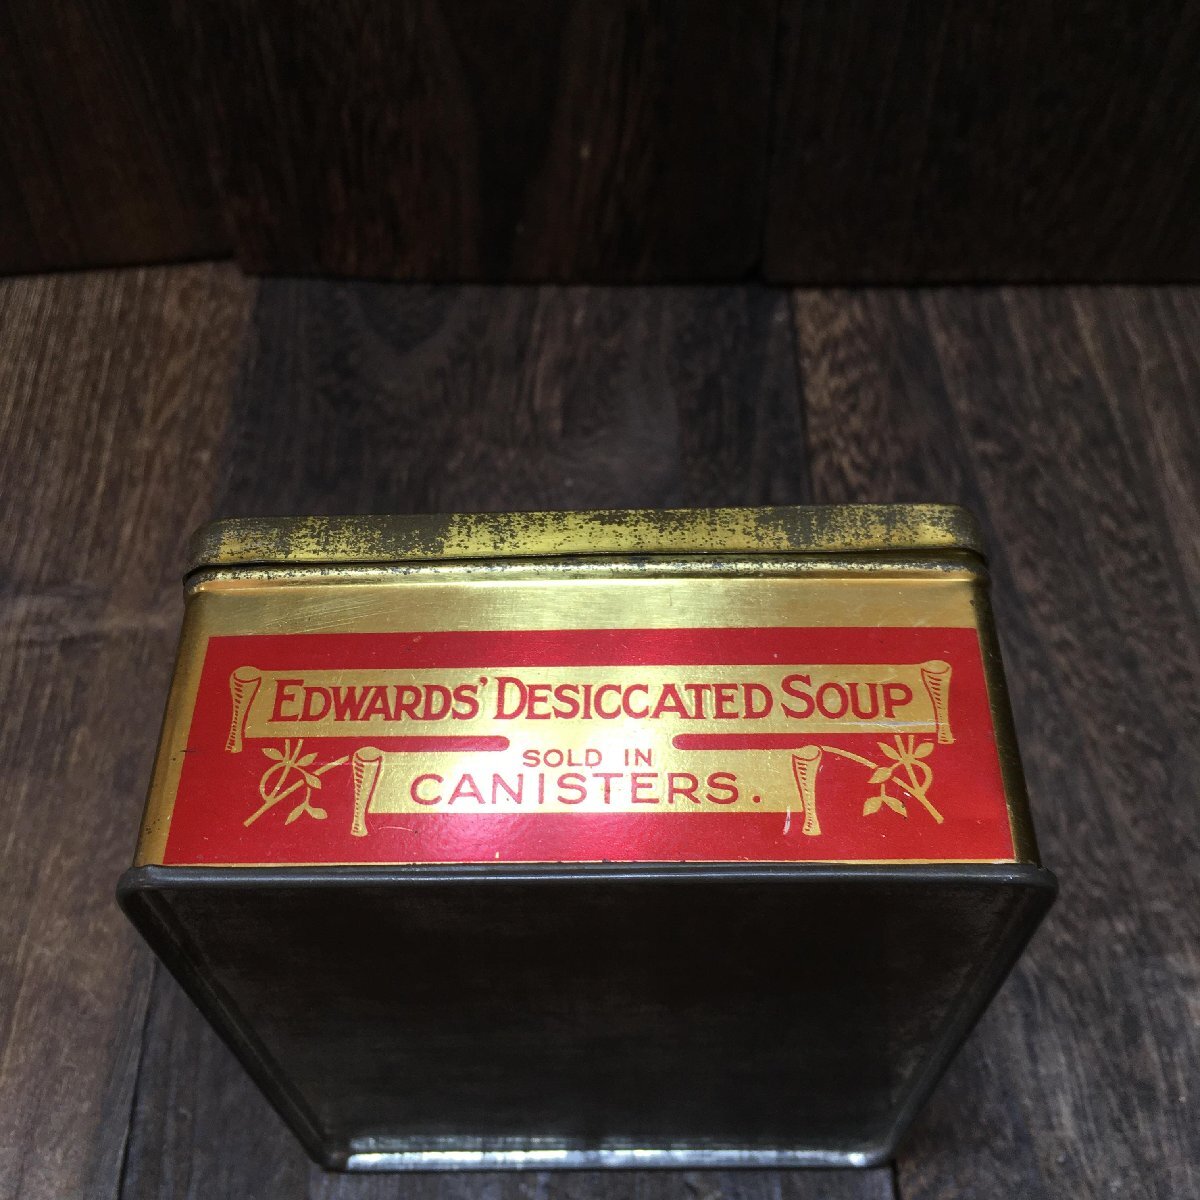 EDWARDS' DESICCATED SOUP
SOLD IN
CANISTERS.